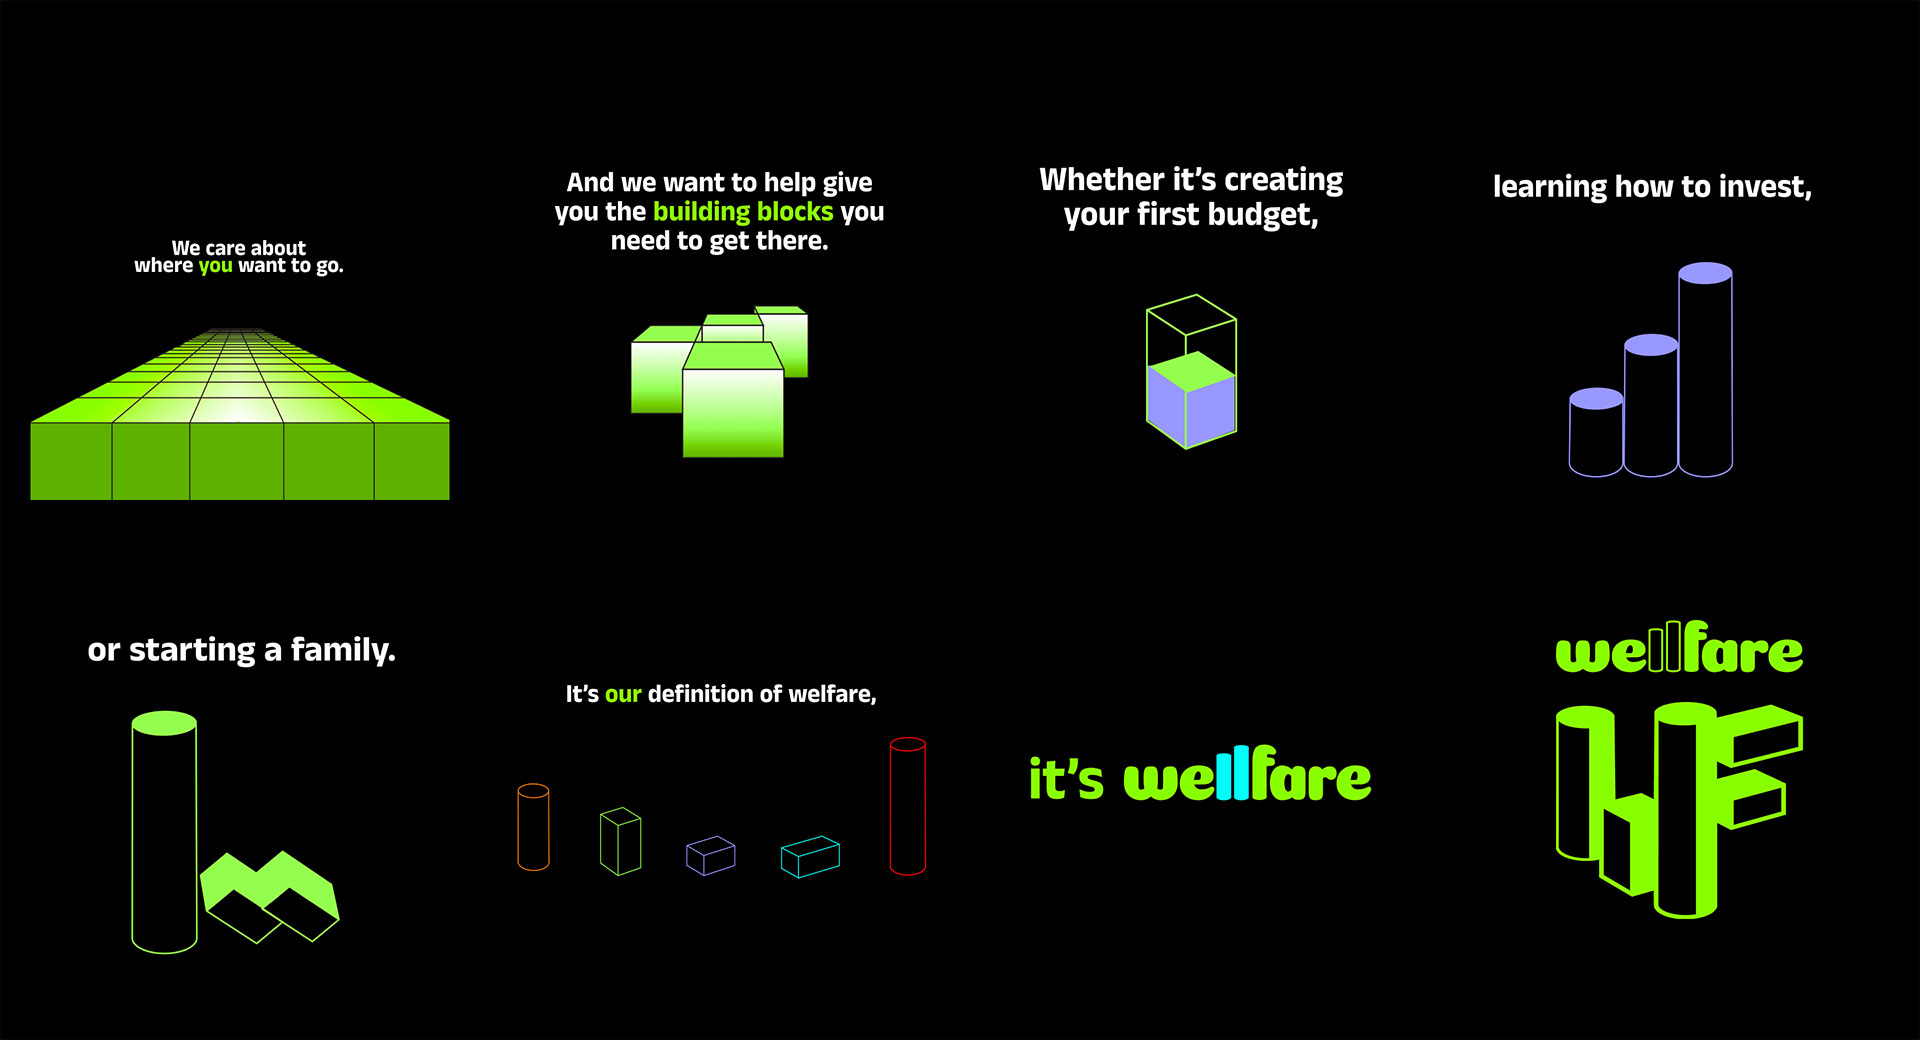 We care about
where you want to go.
And we want to help give
you the building blocks you
need to get there.
Whether it’s creating
your first budget,
learning how to invest,
or starting a family.
It’s our definition of welfare,
it’s wellfare
wellfare
WF